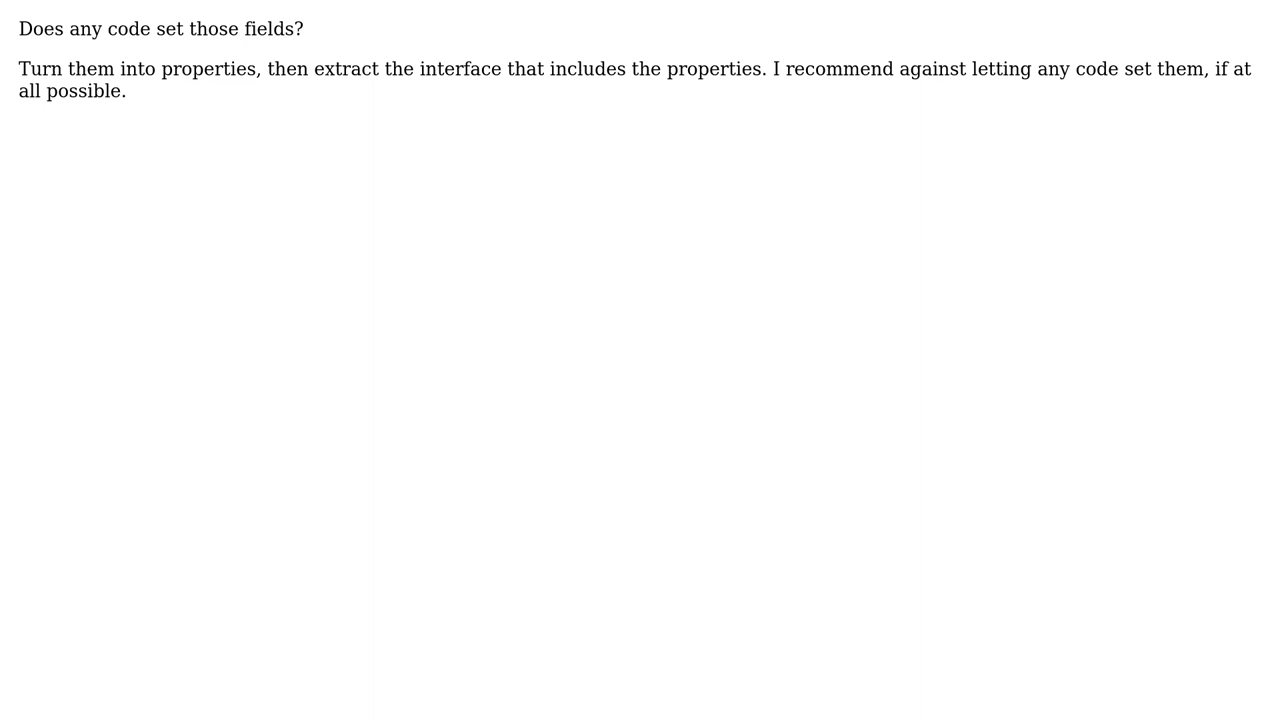 Does any code set those fields?
Turn them into properties, then extract the interface that includes the properties. I recommend against letting any code set them, if at
all possible.